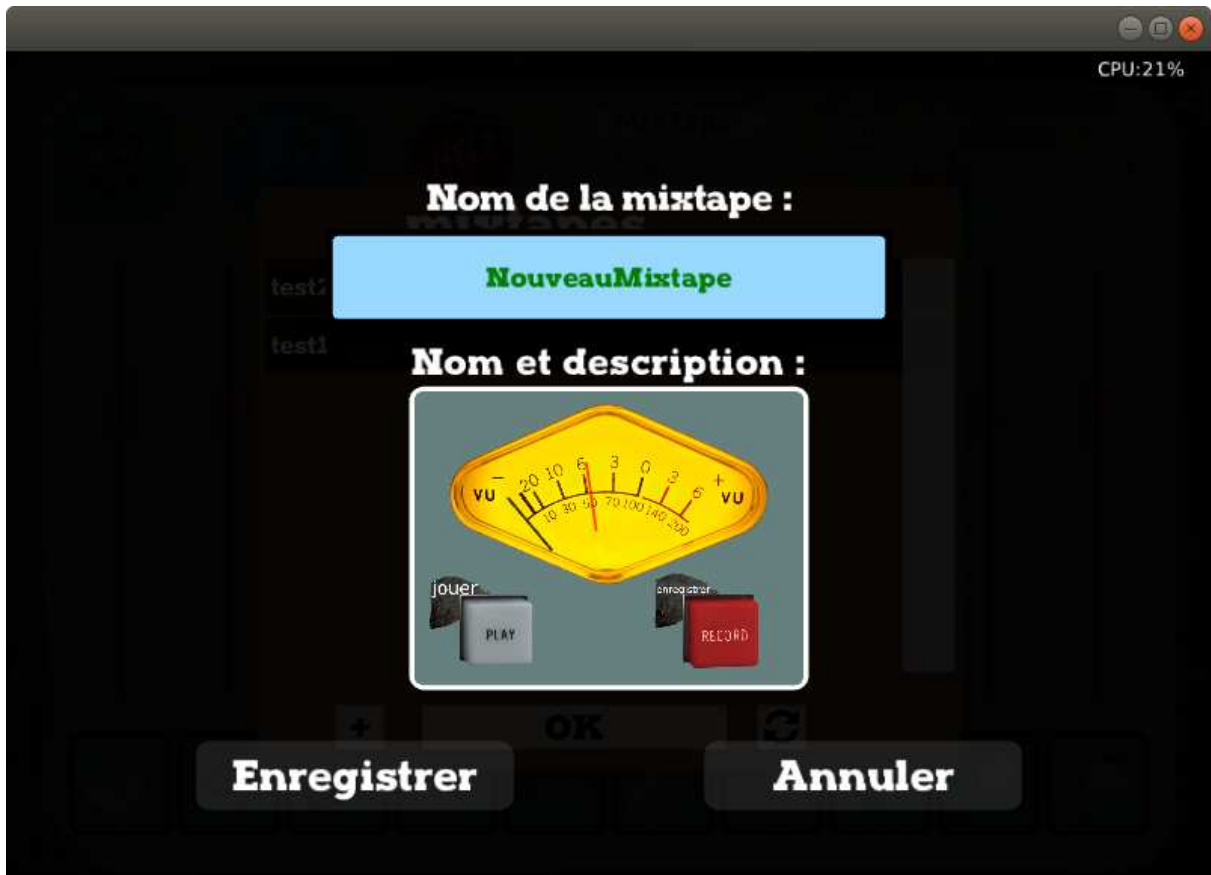 CPU:21%
Nom de la mixtape :
mixtapes
NouveauMixtape
test2
test1
Nom et description :
− +
20 10 6 3 0 3 6
VU VU
10 30 50 70 100 140 200
jouer
enregistrer
PLAY
RECORD
+ OK
Enregistrer Annuler